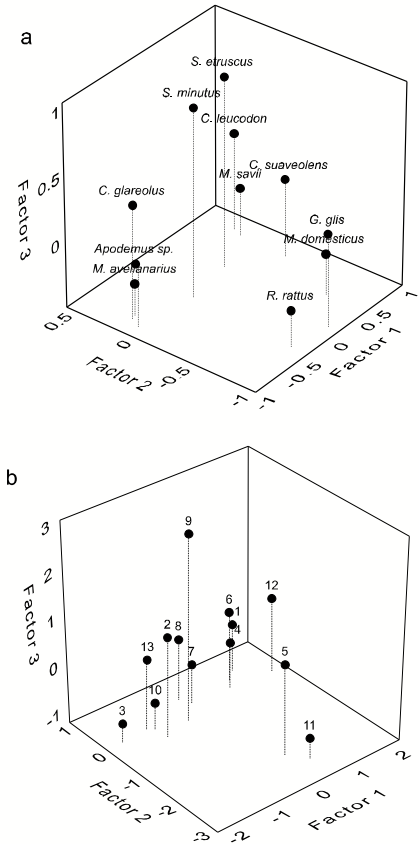 a
S. etruscus
S. minutus
C. leucodon
M. savii
C. suaveolens
C. glareolus
G. glis
M. domesticus
Apodemus sp.
M. avellanarius
R. rattus
Factor 3
1
0.5
0
Factor 2
0.5
0
-0.5
-1
Factor 1
-1
-0.5
0
0.5
1
b
9
6
1
12
2
8
4
13
7
5
10
3
11
Factor 3
3
2
1
0
-1
Factor 2
1
0
-1
-2
-3
Factor 1
-2
-1
0
1
2